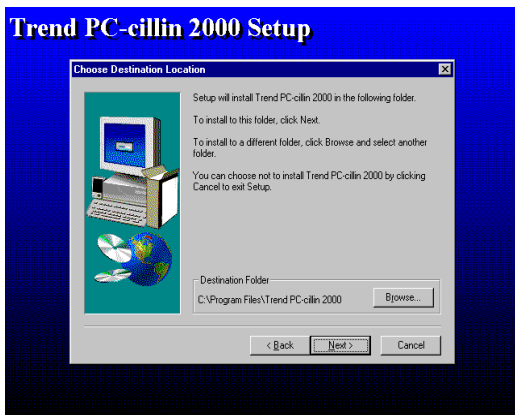 Trend PC-cillin 2000 Setup
Choose Destination Location
Setup will install Trend PC-cillin 2000 in the following folder.
To install to this folder, click Next.
To install to a different folder, click Browse and select another
folder.
You can choose not to install Trend PC-cillin 2000 by clicking
Cancel to exit Setup.
Destination Folder
C:\Program Files\Trend PC-cillin 2000
Browse...
< Back
Next >
Cancel